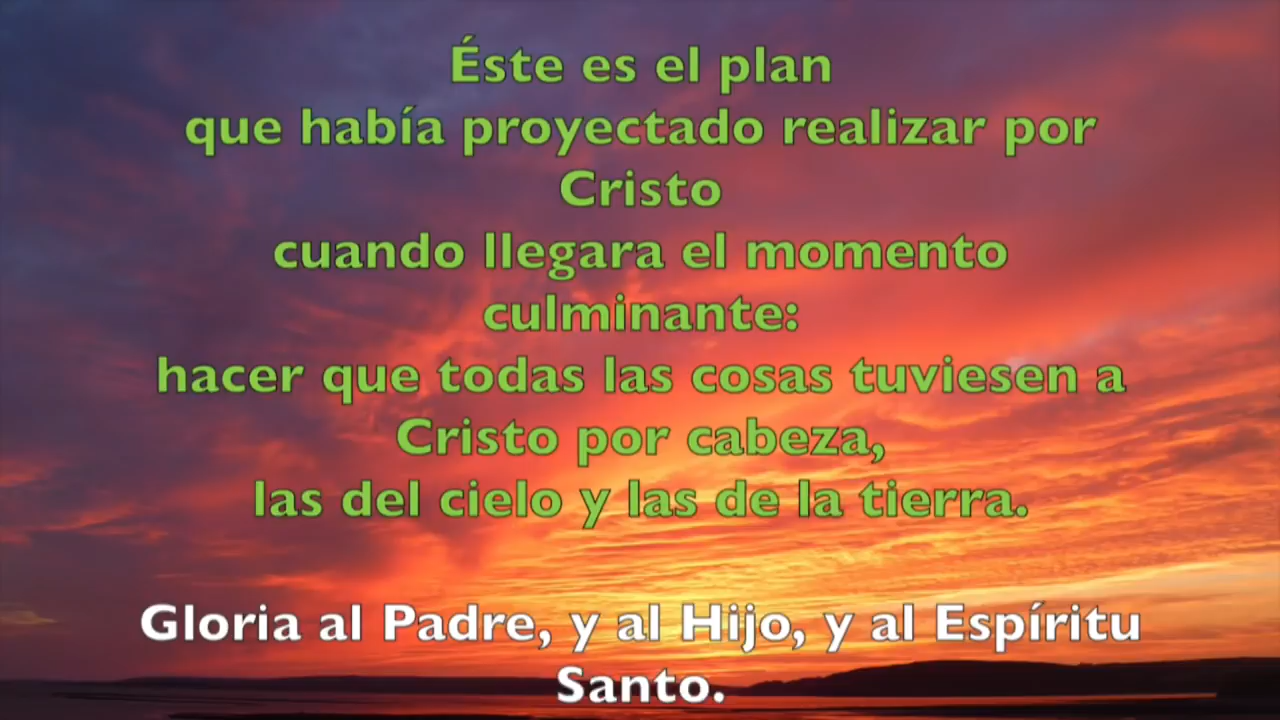 Éste es el plan
que había proyectado realizar por
Cristo
cuando llegara el momento
culminante:
hacer que todas las cosas tuviesen a
Cristo por cabeza,
las del cielo y las de la tierra.
Gloria al Padre, y al Hijo, y al Espíritu
Santo.